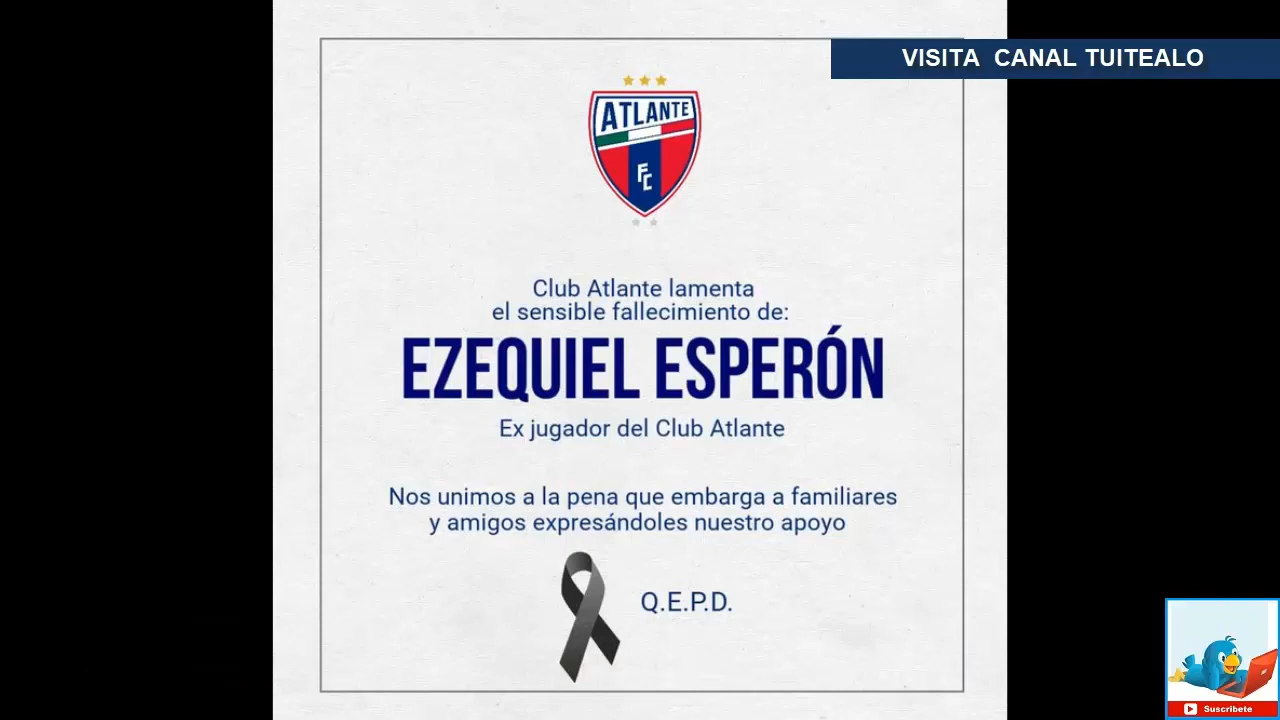 VISITA CANAL TUITEALO
ATLANTE
FC
Club Atlante lamenta
el sensible fallecimiento de:
EZEQUIEL ESPERÓN
Ex jugador del Club Atlante
Nos unimos a la pena que embarga a familiares
y amigos expresándoles nuestro apoyo
Q.E.P.D.
Suscribete